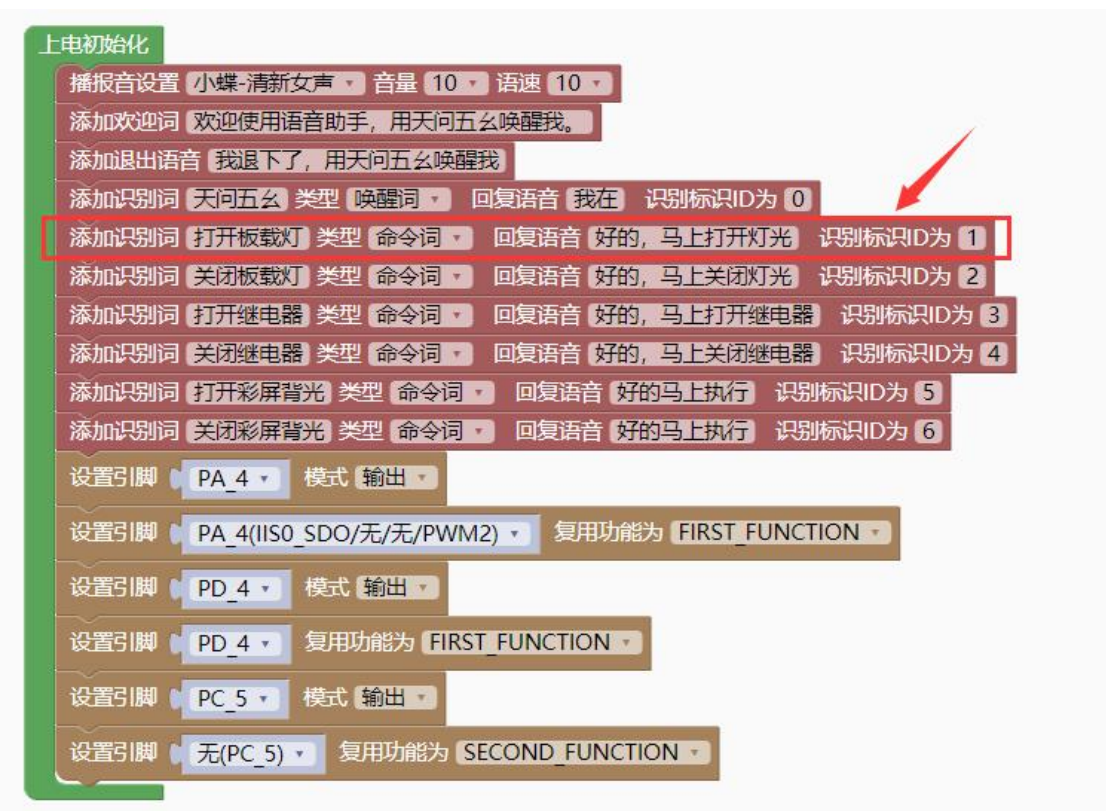 上电初始化
播报音设置 小蝶-清新女声 音量 10 语速 10
添加欢迎词 欢迎使用语音助手，用天问五幺唤醒我。
添加退出语音 我退下了，用天问五幺唤醒我
添加识别词 天问五幺 类型 唤醒词 回复语音 我在 识别标识ID为 0
添加识别词 打开板载灯 类型 命令词 回复语音 好的，马上打开灯光 识别标识ID为 1
添加识别词 关闭板载灯 类型 命令词 回复语音 好的，马上关闭灯光 识别标识ID为 2
添加识别词 打开继电器 类型 命令词 回复语音 好的，马上打开继电器 识别标识ID为 3
添加识别词 关闭继电器 类型 命令词 回复语音 好的，马上关闭继电器 识别标识ID为 4
添加识别词 打开彩屏背光 类型 命令词 回复语音 好的马上执行 识别标识ID为 5
添加识别词 关闭彩屏背光 类型 命令词 回复语音 好的马上执行 识别标识ID为 6
设置引脚 PA_4 模式 输出
设置引脚 PA_4(IIS0_SDO/无/无/PWM2) 复用功能为 FIRST_FUNCTION
设置引脚 PD_4 模式 输出
设置引脚 PD_4 复用功能为 FIRST_FUNCTION
设置引脚 PC_5 模式 输出
设置引脚 无(PC_5) 复用功能为 SECOND_FUNCTION